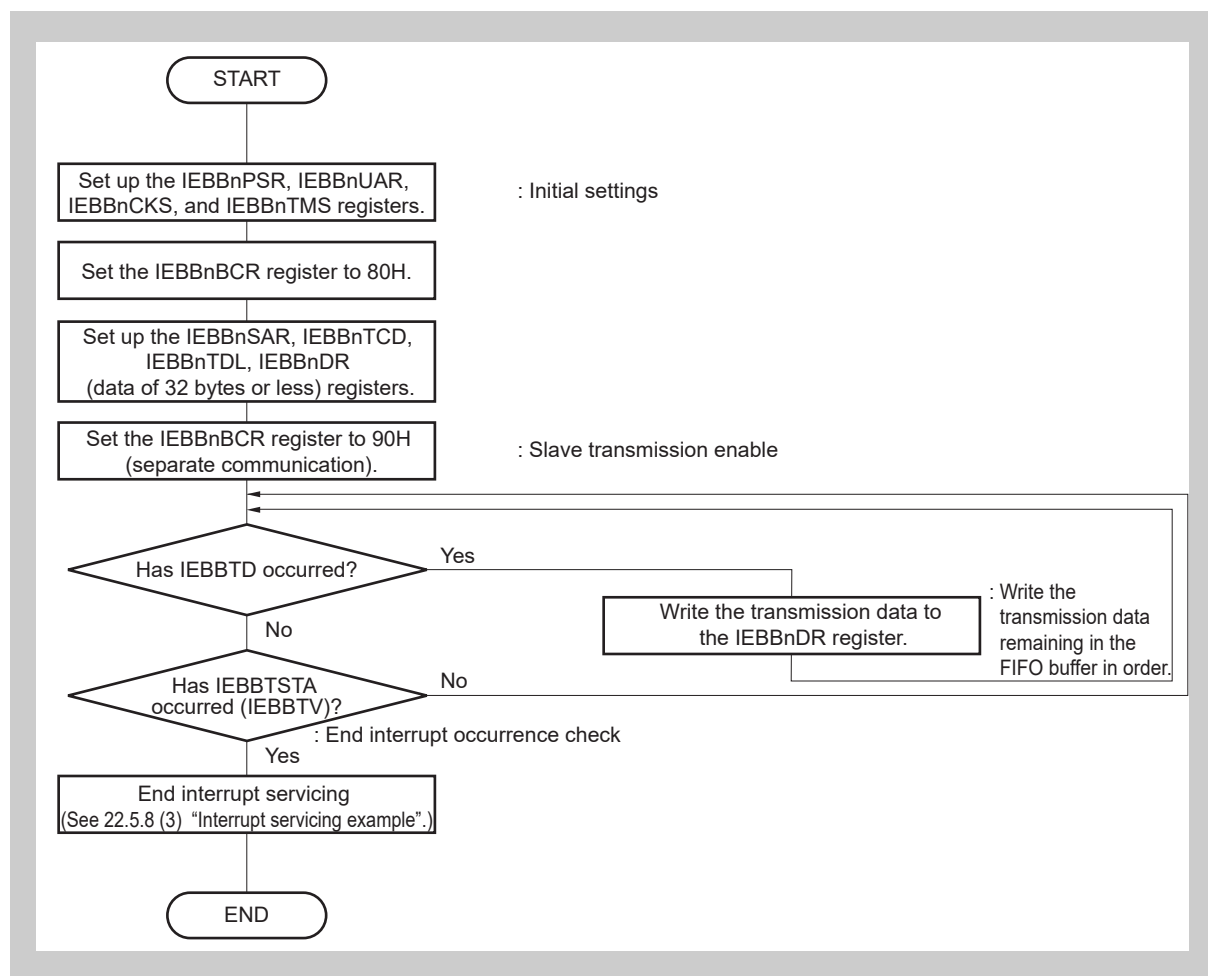 START
Set up the IEBBnPSR, IEBBnUAR,
IEBBnCKS, and IEBBnTMS registers.
: Initial settings
Set the IEBBnBCR register to 80H.
Set up the IEBBnSAR, IEBBnTCD,
IEBBnTDL, IEBBnDR
(data of 32 bytes or less) registers.
Set the IEBBnBCR register to 90H
(separate communication).
: Slave transmission enable
Has IEBBTD occurred?
Yes
Write the transmission data to
the IEBBnDR register.
: Write the
transmission data
remaining in the
FIFO buffer in order.
No
Has IEBBTSTA
occurred (IEBBTV)?
No
: End interrupt occurrence check
Yes
End interrupt servicing
(See 22.5.8 (3) “Interrupt servicing example”.)
END